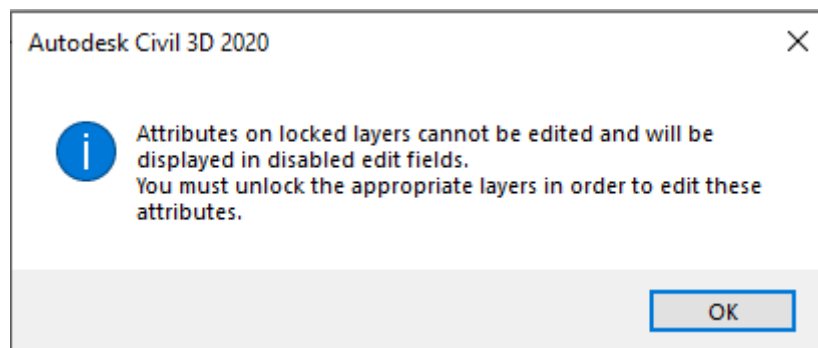 Autodesk Civil 3D 2020
Attributes on locked layers cannot be edited and will be
displayed in disabled edit fields.
You must unlock the appropriate layers in order to edit these
attributes.
OK